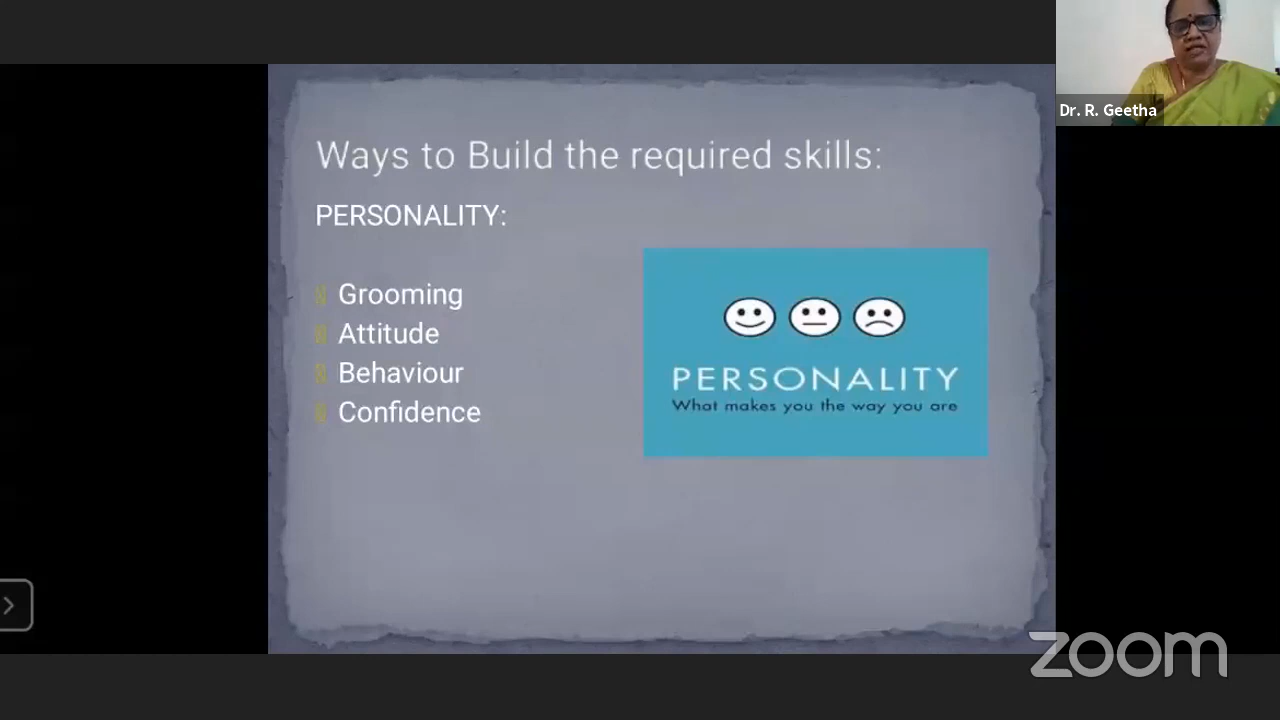 Dr. R. Geetha
Ways to Build the required skills:
PERSONALITY:
Grooming
Attitude
Behaviour
Confidence
PERSONALITY
What makes you the way you are
zoom